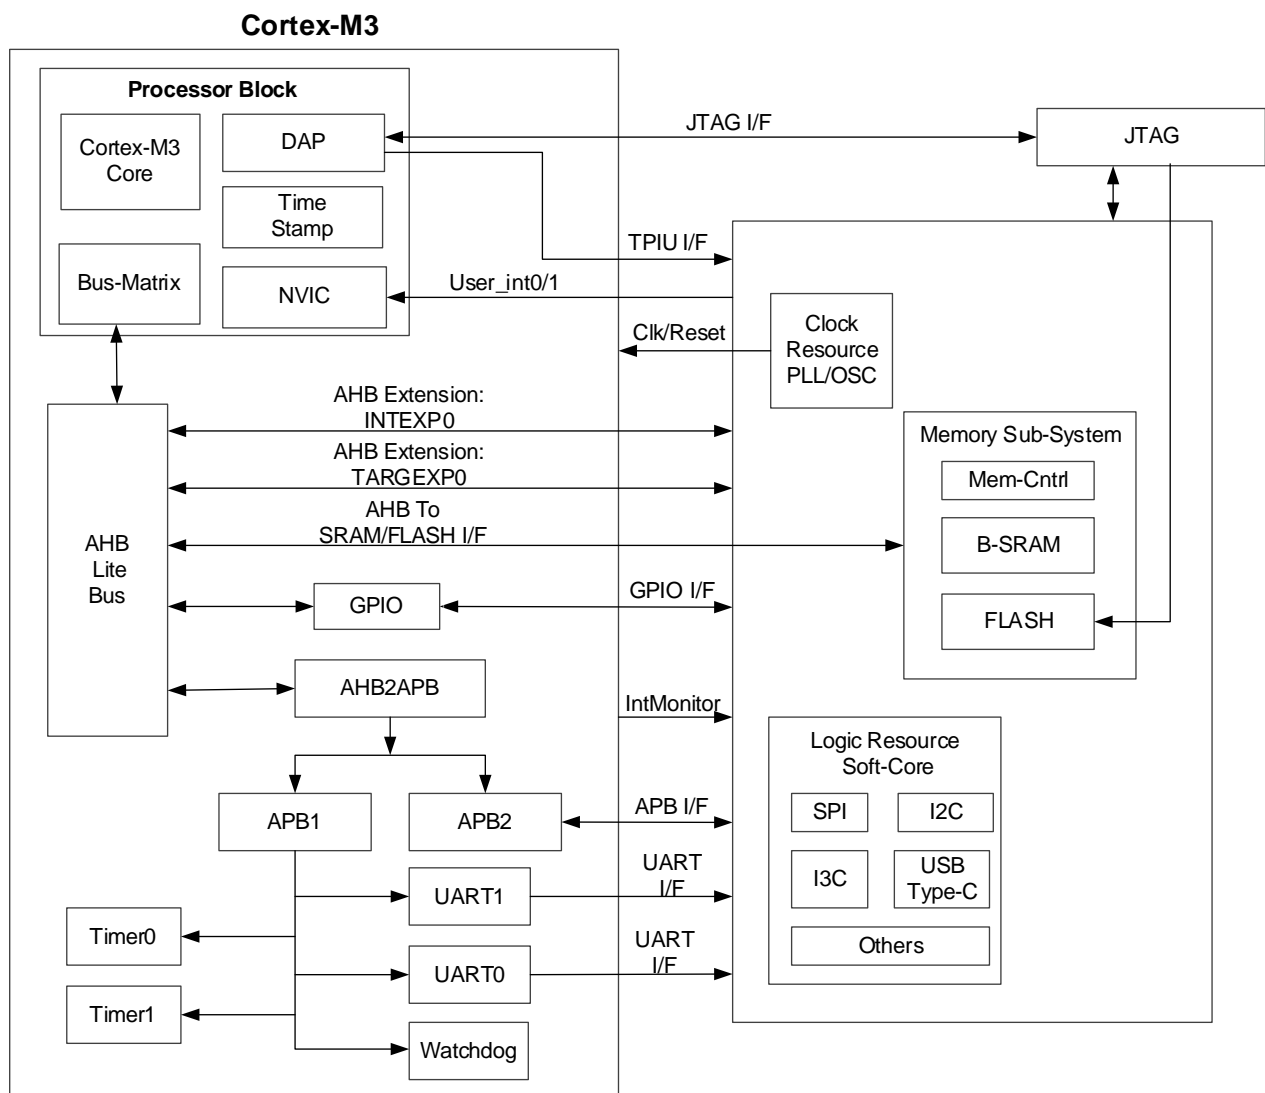 Cortex-M3
Processor Block
Cortex-M3
Core
DAP
Time
Stamp
Bus-Matrix
NVIC
JTAG I/F
JTAG
TPIU I/F
User_int0/1
Clk/Reset
Clock
Resource
PLL/OSC
AHB Extension:
INTEXP0
AHB Extension:
TARGEXP0
AHB To
SRAM/FLASH I/F
Memory Sub-System
Mem-Cntrl
B-SRAM
FLASH
AHB
Lite
Bus
GPIO
GPIO I/F
AHB2APB
IntMonitor
Logic Resource
Soft-Core
SPI
I2C
I3C
USB
Type-C
Others
APB1
APB2
APB I/F
UART1
UART
I/F
Timer0
UART0
UART
I/F
Timer1
Watchdog